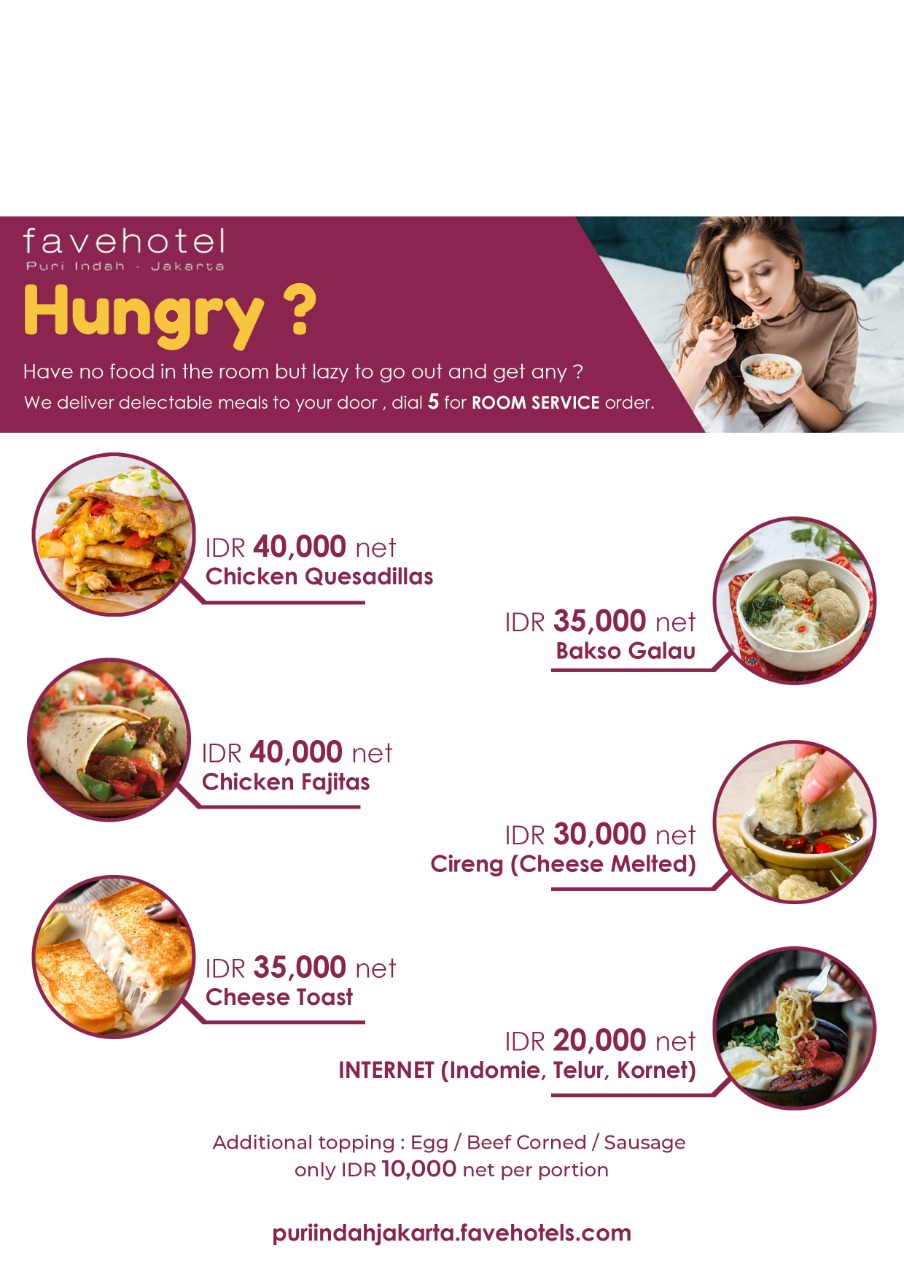 favehotel
Puri Indah - Jakarta
Hungry ?
Have no food in the room but lazy to go out and get any ?
We deliver delectable meals to your door , dial 5 for ROOM SERVICE order.
IDR 40,000 net
Chicken Quesadillas
IDR 35,000 net
Bakso Galau
IDR 40,000 net
Chicken Fajitas
IDR 30,000 net
Cireng (Cheese Melted)
IDR 35,000 net
Cheese Toast
IDR 20,000 net
INTERNET (Indomie, Telur, Kornet)
Additional topping : Egg / Beef Corned / Sausage
only IDR 10,000 net per portion
puriindahjakarta.favehotels.com